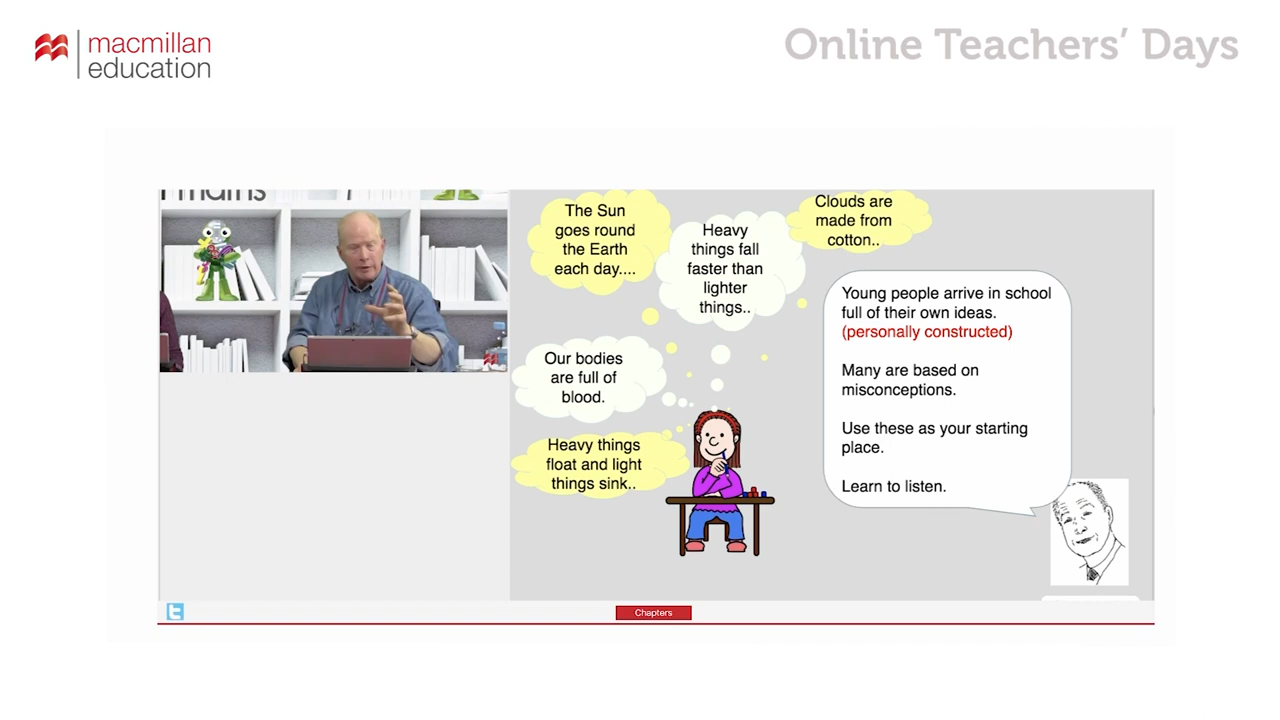 macmillan
education
Online Teachers’ Days
The Sun
goes round
the Earth
each day....
Heavy
things fall
faster than
lighter
things..
Clouds are
made from
cotton..
Our bodies
are full of
blood.
Heavy things
float and light
things sink..
Young people arrive in school
full of their own ideas.
(personally constructed)
Many are based on
misconceptions.
Use these as your starting
place.
Learn to listen.
Chapters